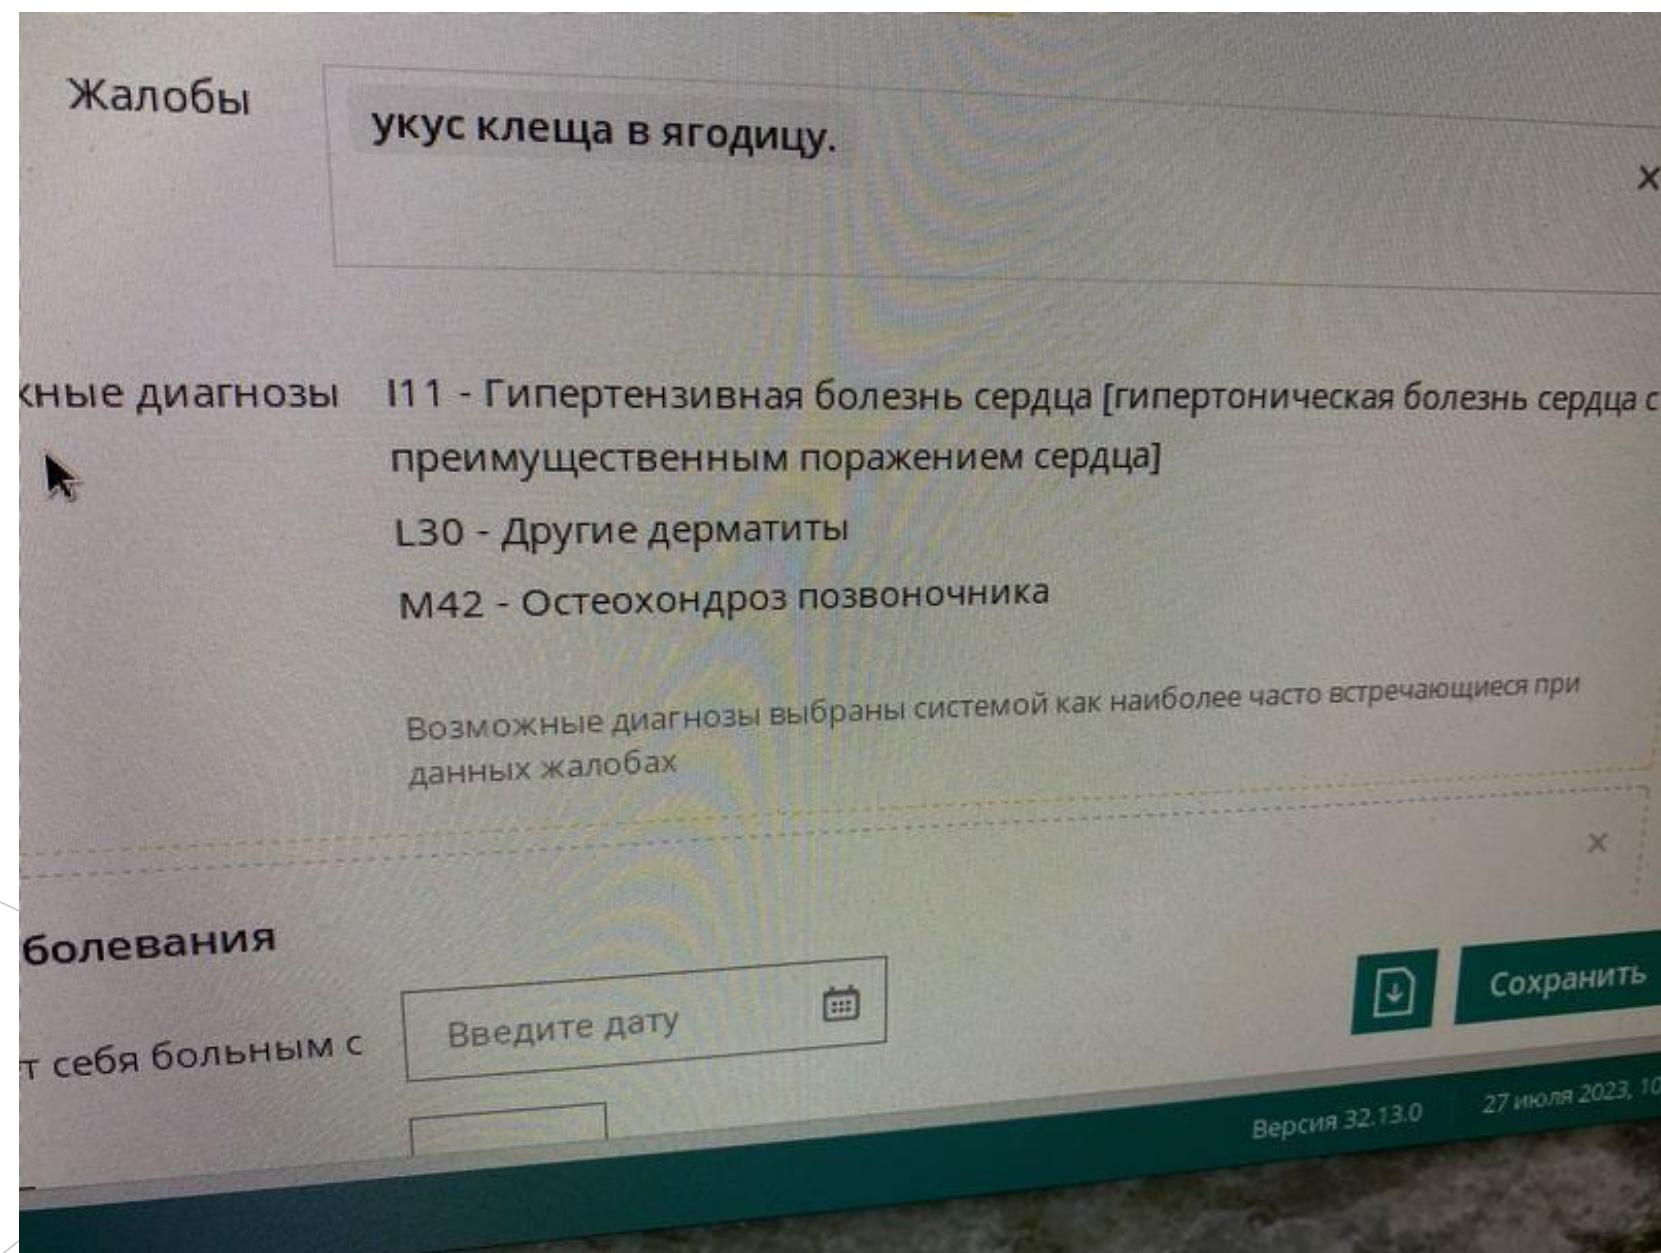 Жалобы
укус клеща в ягодицу.
×
жные диагнозы
I11 - Гипертензивная болезнь сердца [гипертоническая болезнь сердца с
преимущественным поражением сердца]
L30 - Другие дерматиты
M42 - Остеохондроз позвоночника
Возможные диагнозы выбраны системой как наиболее часто встречающиеся при
данных жалобах
×
болевания
т себя больным с
Введите дату
Сохранить
Версия 32.13.0
27 июля 2023, 10